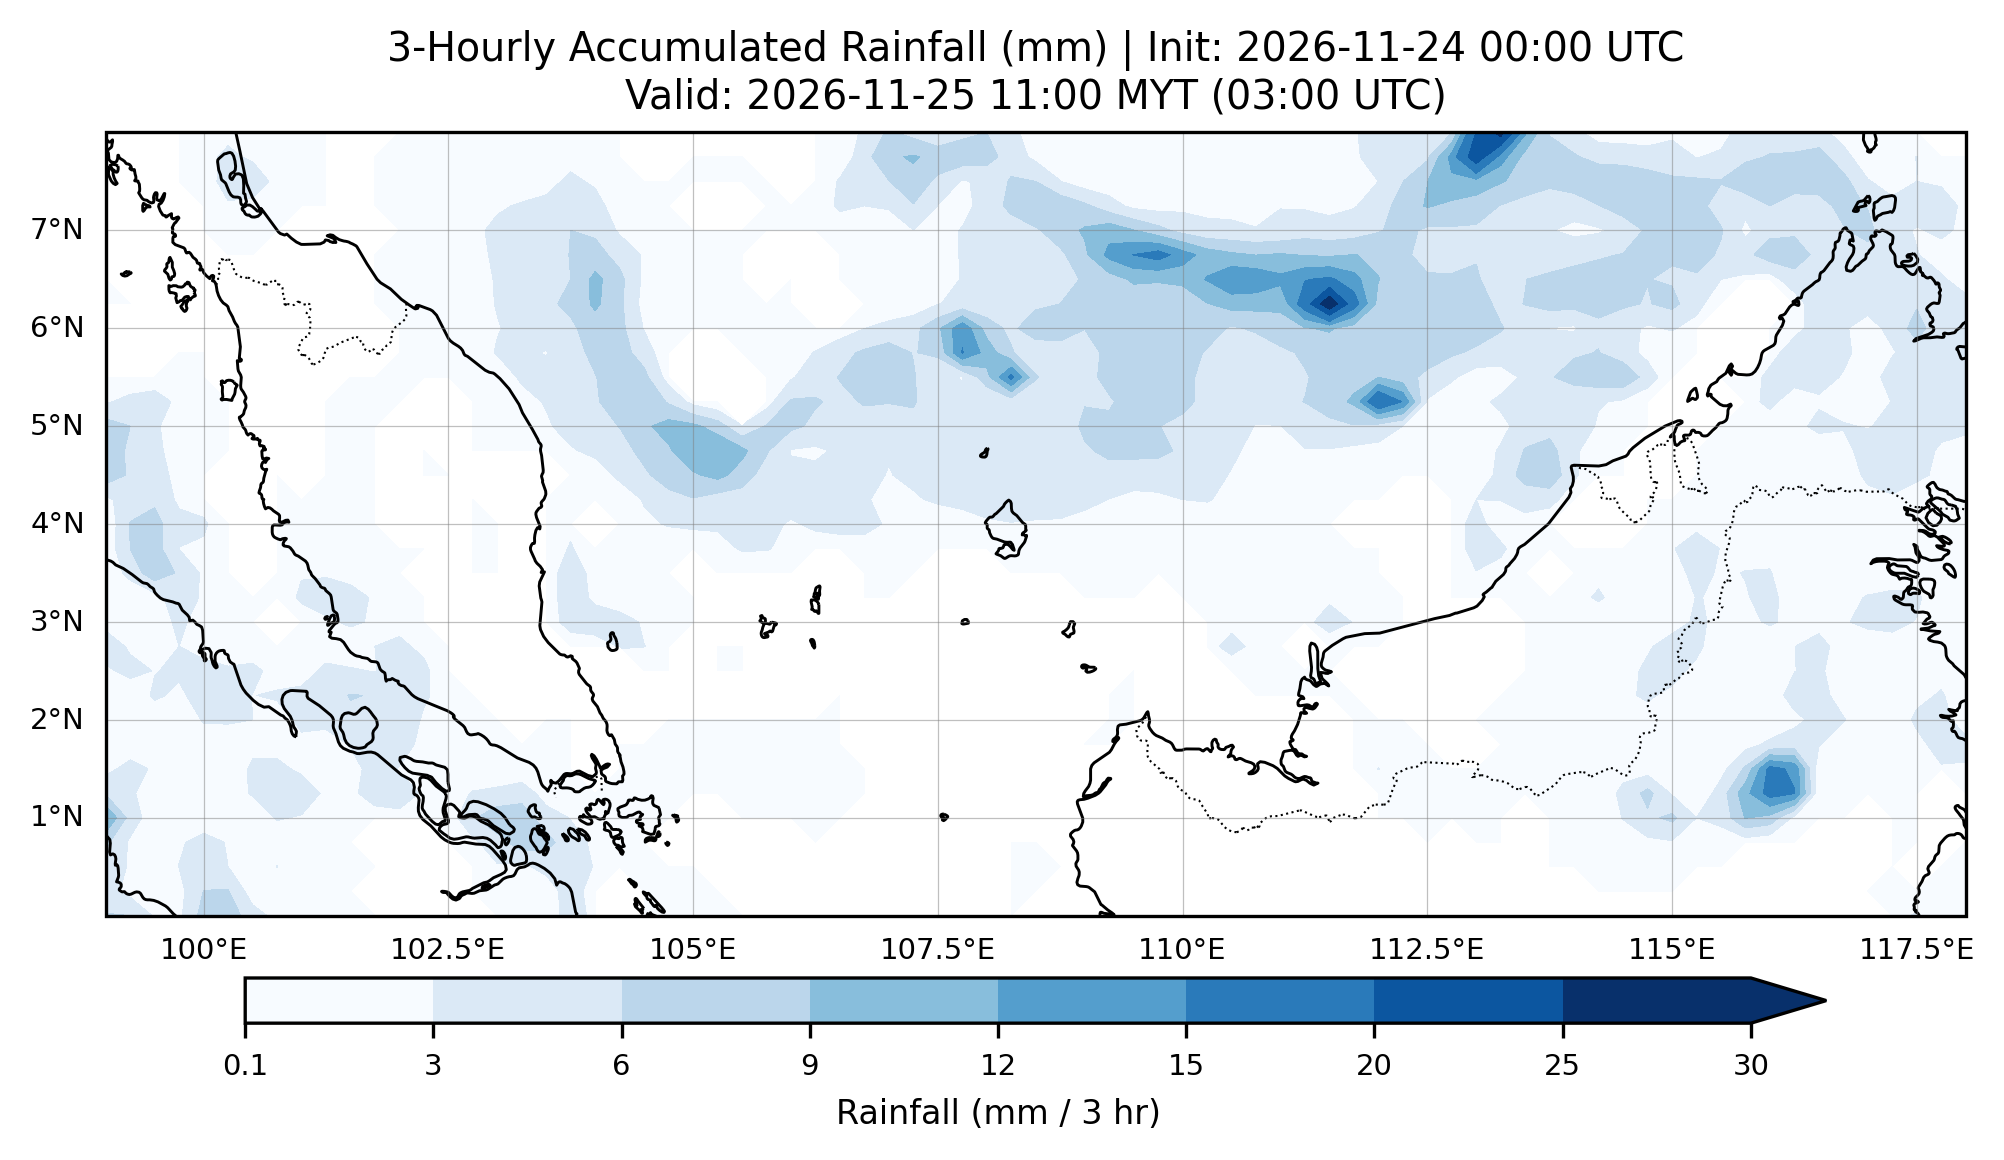 3-Hourly Accumulated Rainfall (mm) | Init: 2026-11-24 00:00 UTC
Valid: 2026-11-25 11:00 MYT (03:00 UTC)
7°N
6°N
5°N
4°N
3°N
2°N
1°N
100°E 102.5°E 105°E 107.5°E 110°E 112.5°E 115°E 117.5°E
0.1 3 6 9 12 15 20 25 30
Rainfall (mm / 3 hr)